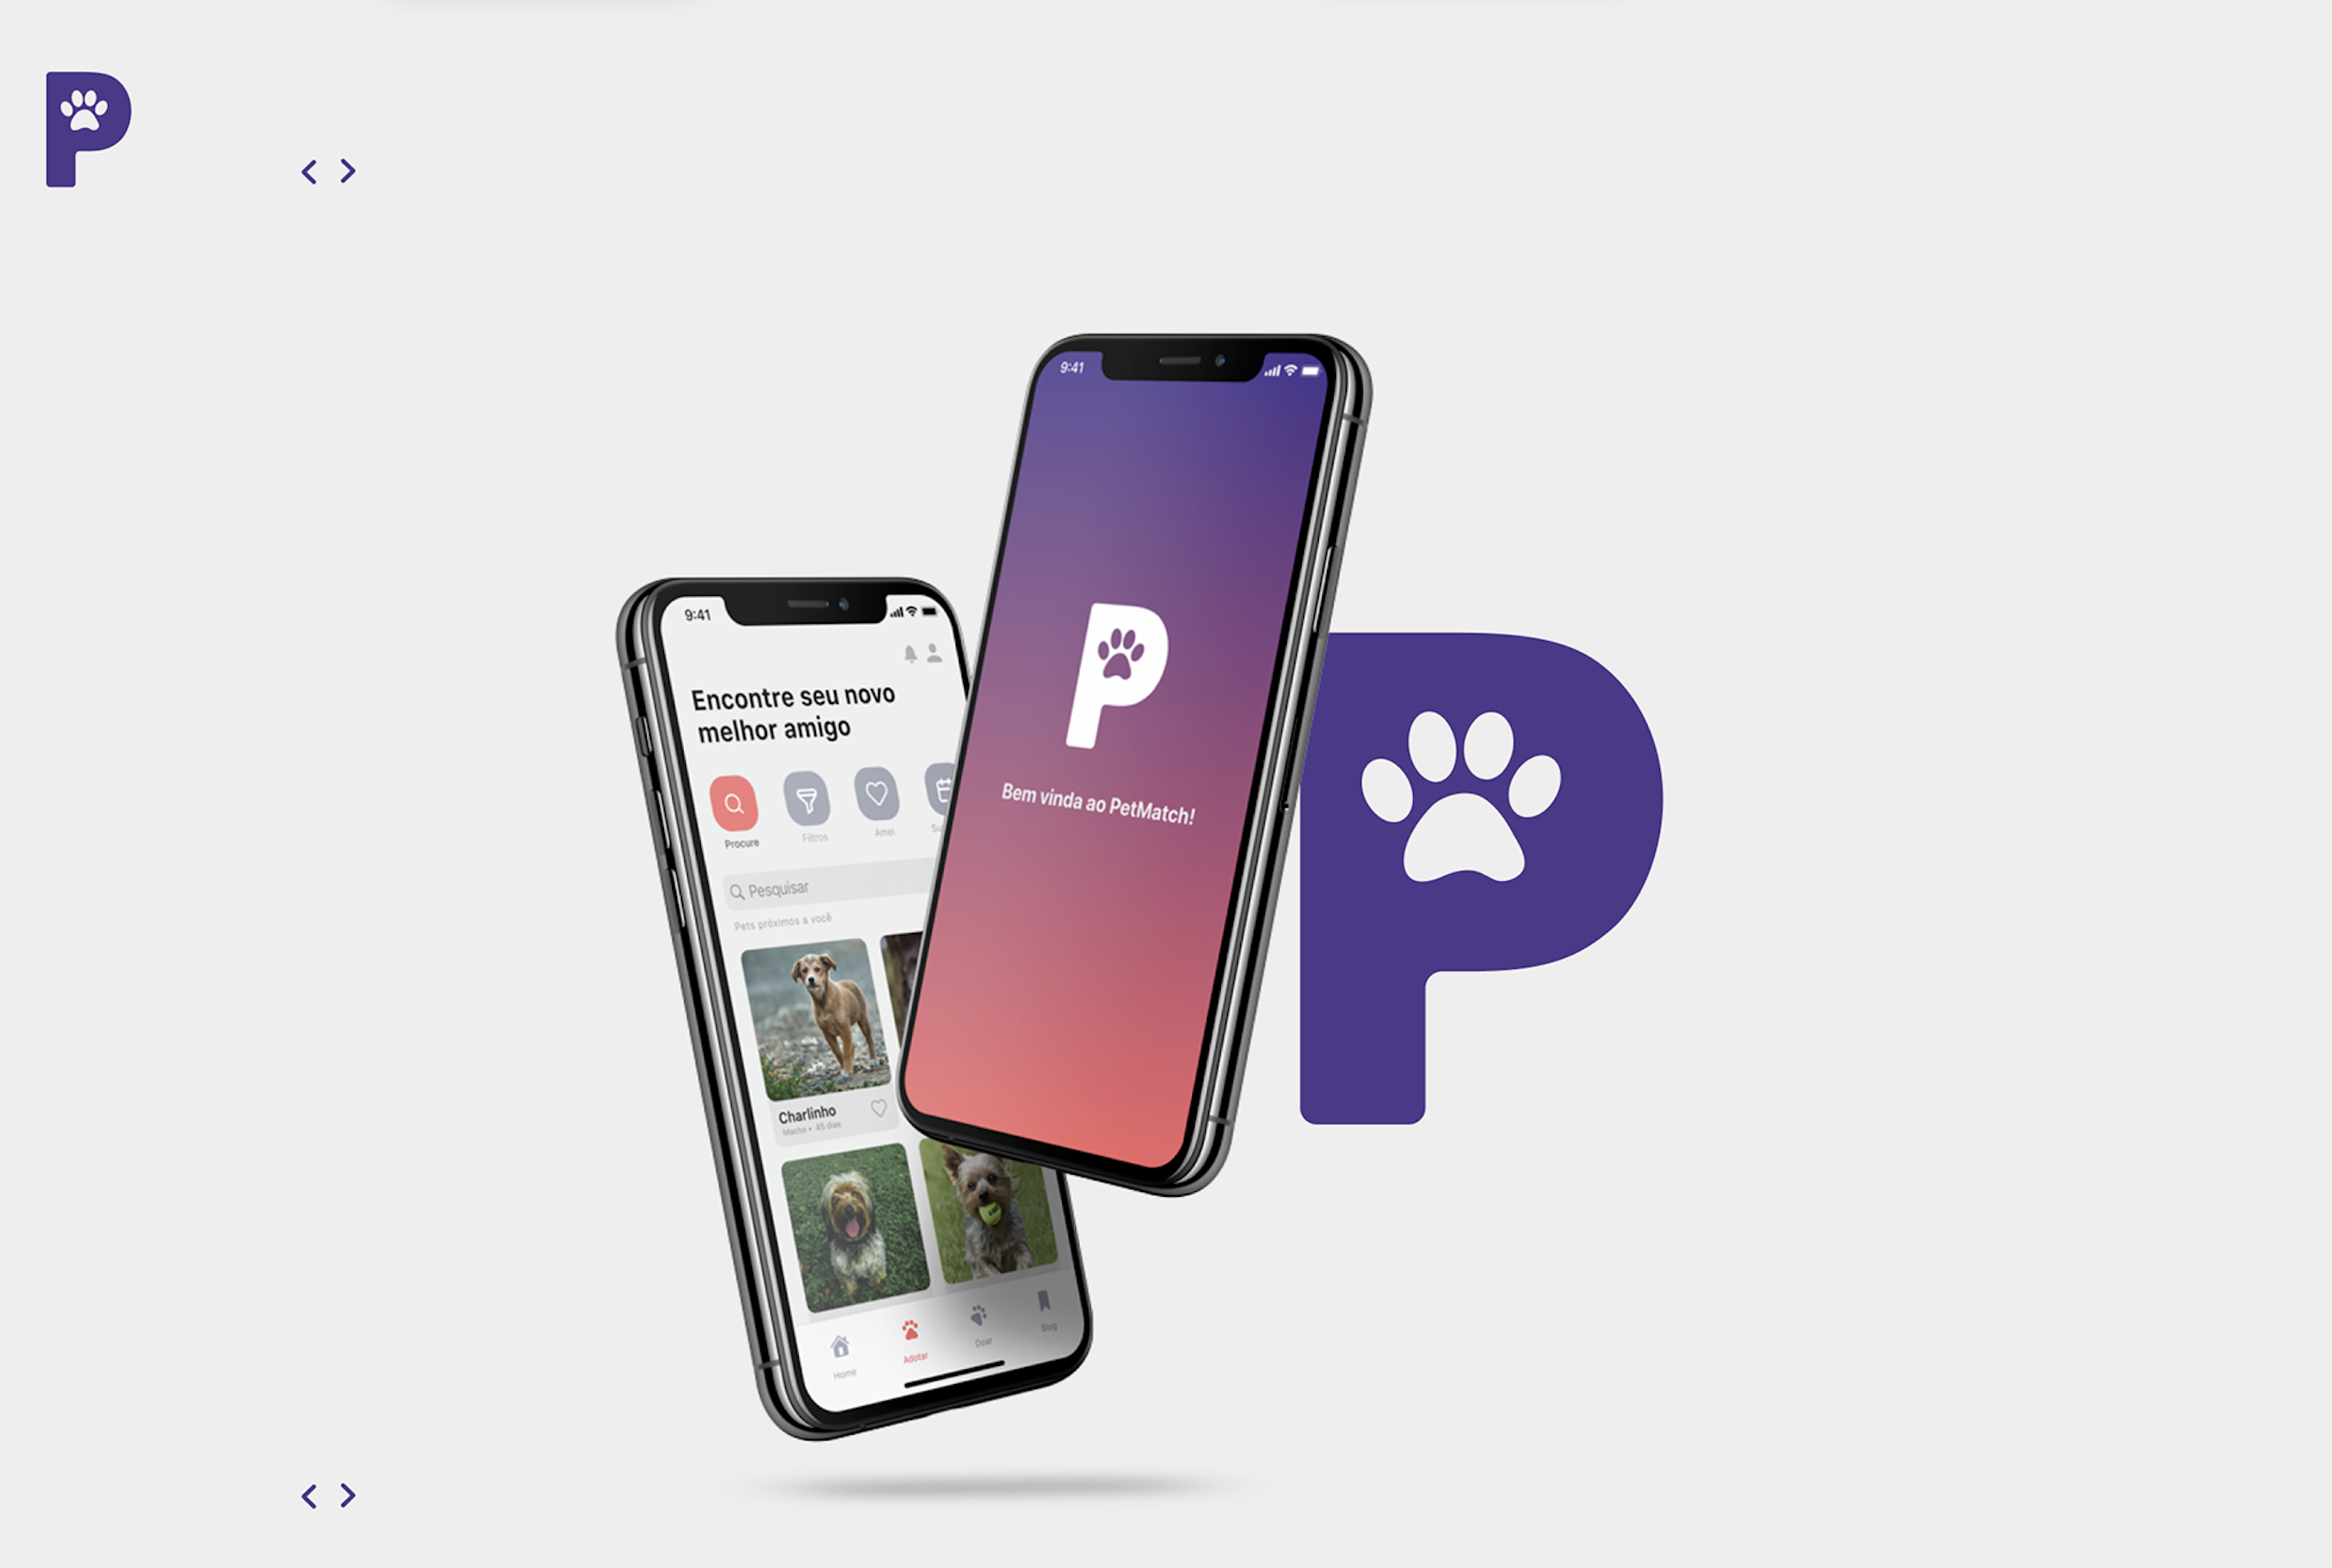 P
9:41
Bem vinda ao PetMatch!
P
P
9:41
Encontre seu novo
melhor amigo
Procure
Filtros
Amei
Pesquisar
Pets próximos a você
Charlinho
Macho • 45 dias
Home
Adotar
Doar
Blog